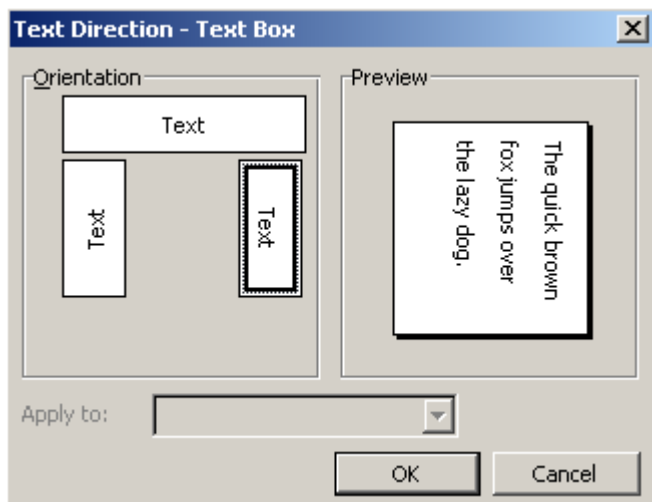 Text Direction - Text Box
Orientation
Text
Text
Text
Preview
The quick brown
fox jumps over
the lazy dog.
Apply to:
OK
Cancel